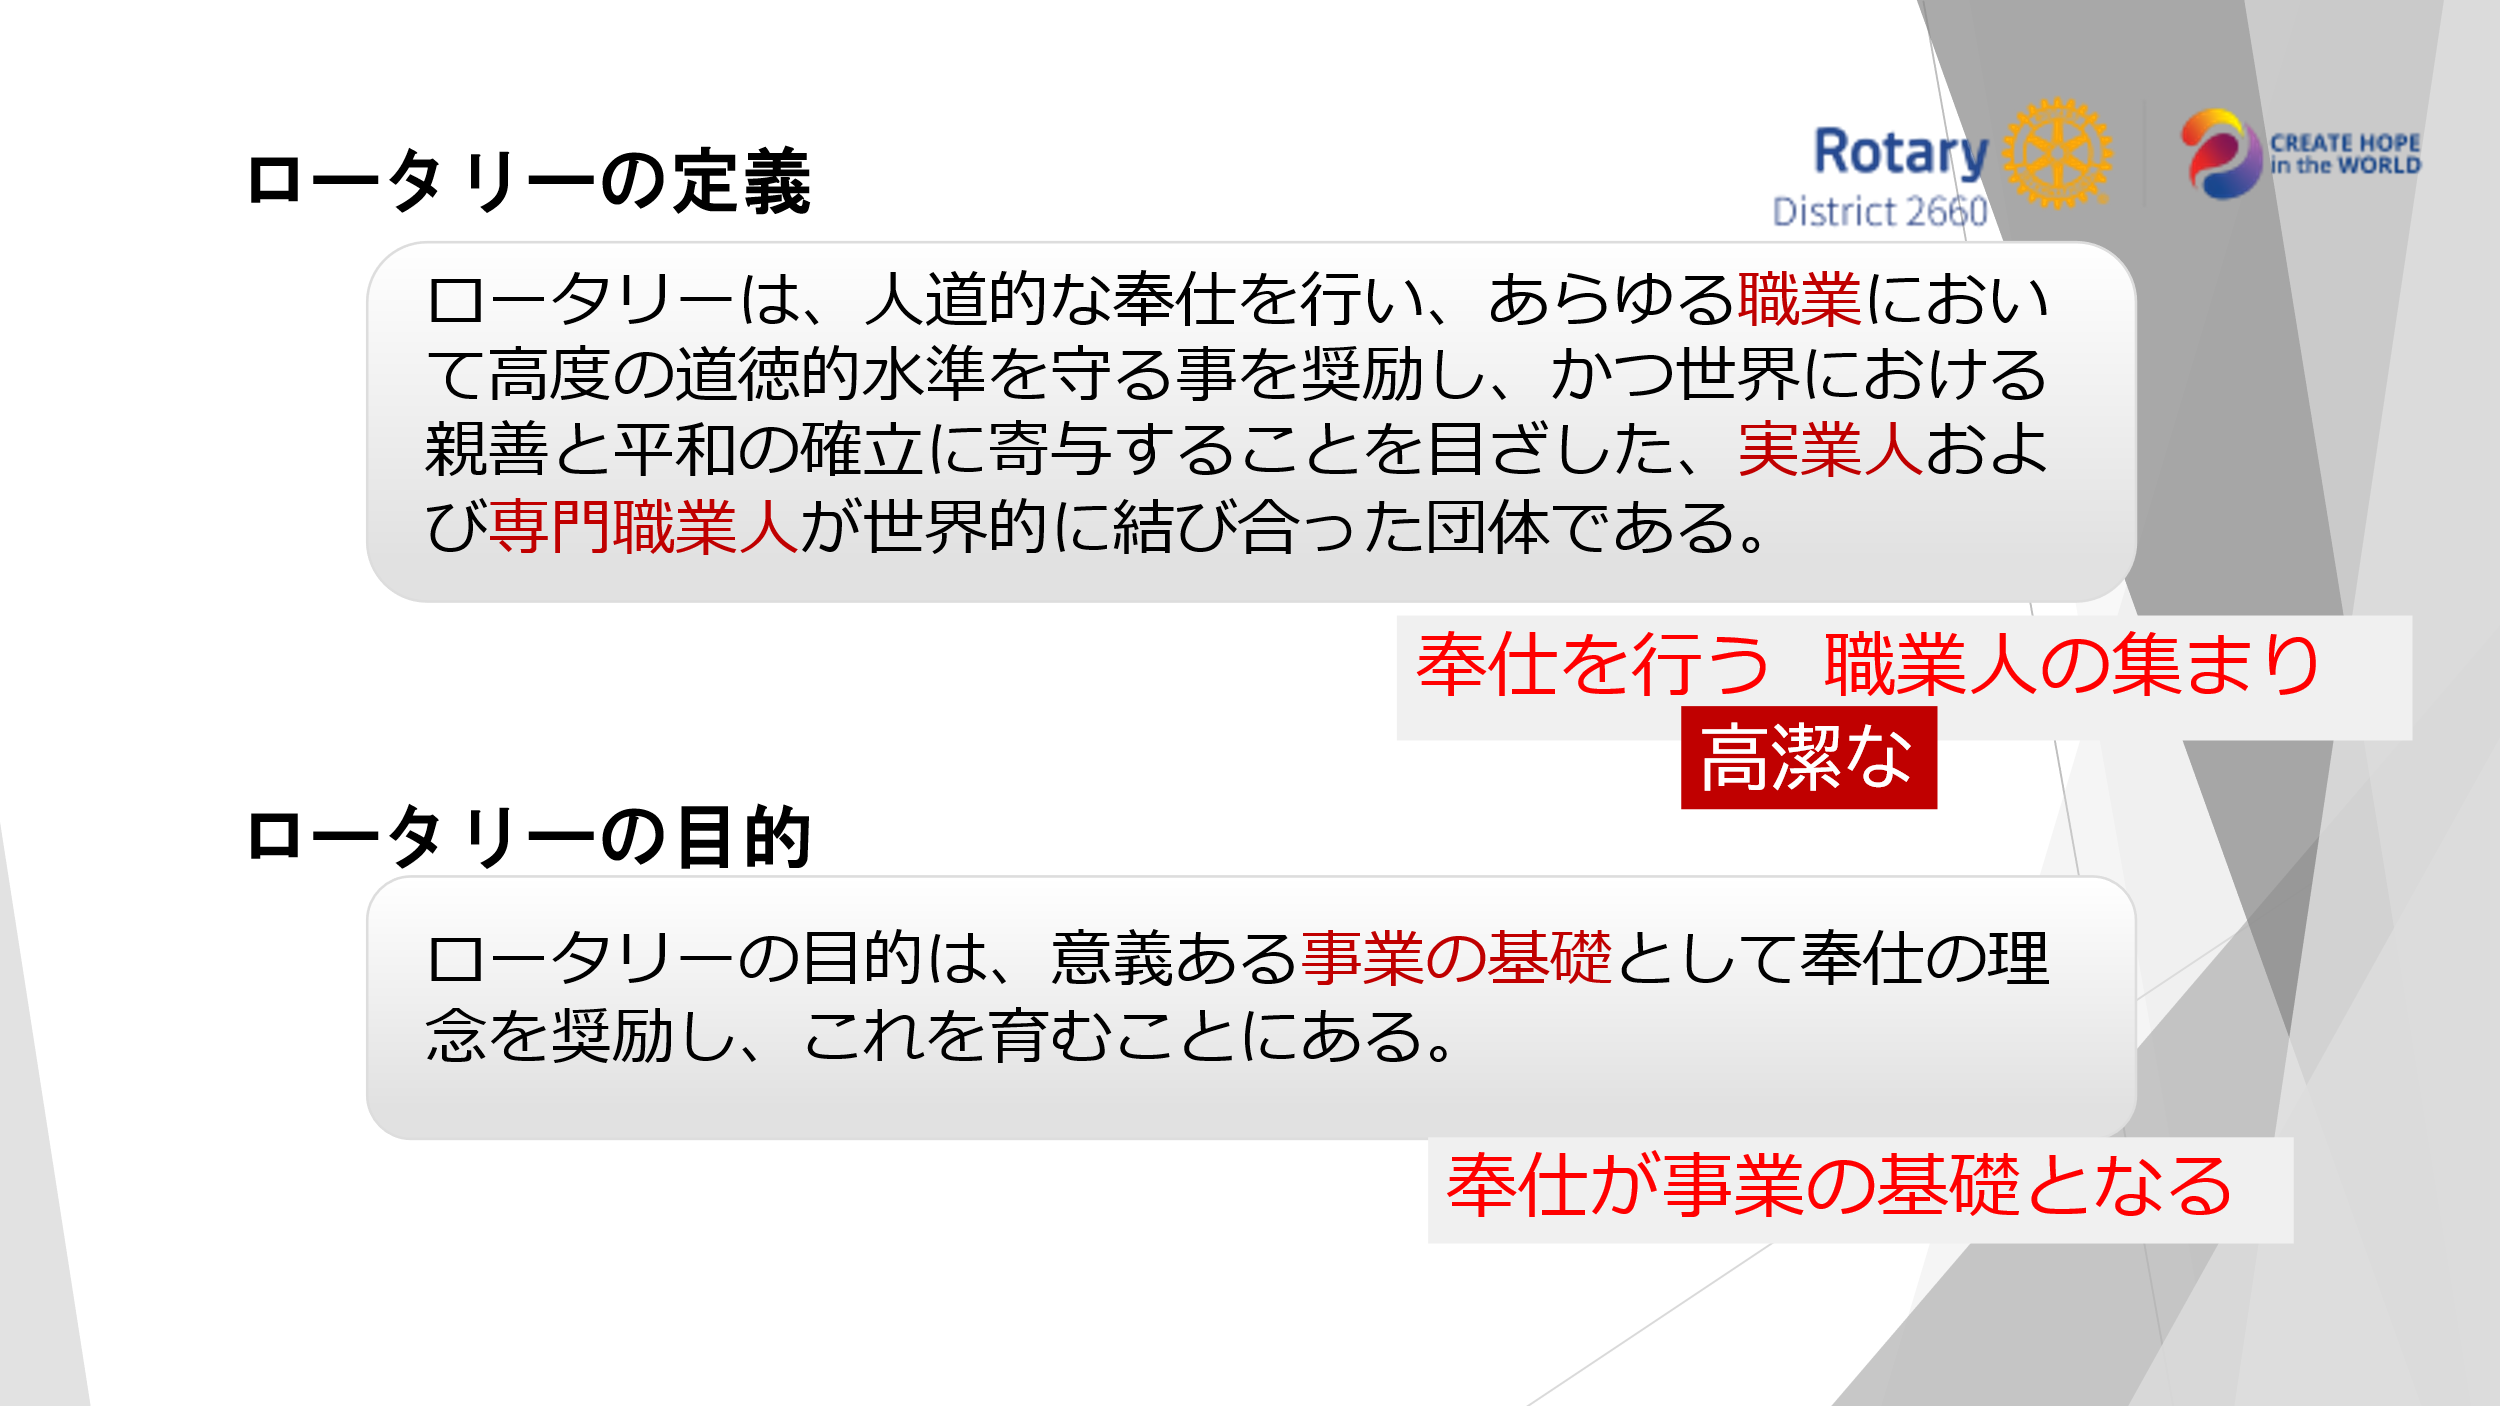 Rotary
District 2660
CREATE HOPE
in the WORLD
ロータリーの定義
ロータリーは、人道的な奉仕を行い、あらゆる職業におい
て高度の道徳的水準を守る事を奨励し、かつ世界における
親善と平和の確立に寄与することを目ざした、実業人およ
び専門職業人が世界的に結び合った団体である。
奉仕を行う　職業人の集まり
高潔な
ロータリーの目的
ロータリーの目的は、意義ある事業の基礎として奉仕の理
念を奨励し、これを育むことにある。
奉仕が事業の基礎となる